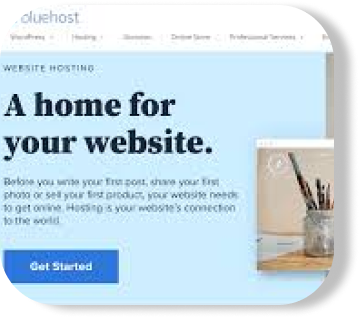 bluehost
WordPress Hosting Domains Online Store Professional Services
WEBSITE HOSTING
A home for
your website.
Before you write your first post, share your first
photo or sell your first product, your website needs
to get online. Hosting is your website's connection
to the world.
Get Started